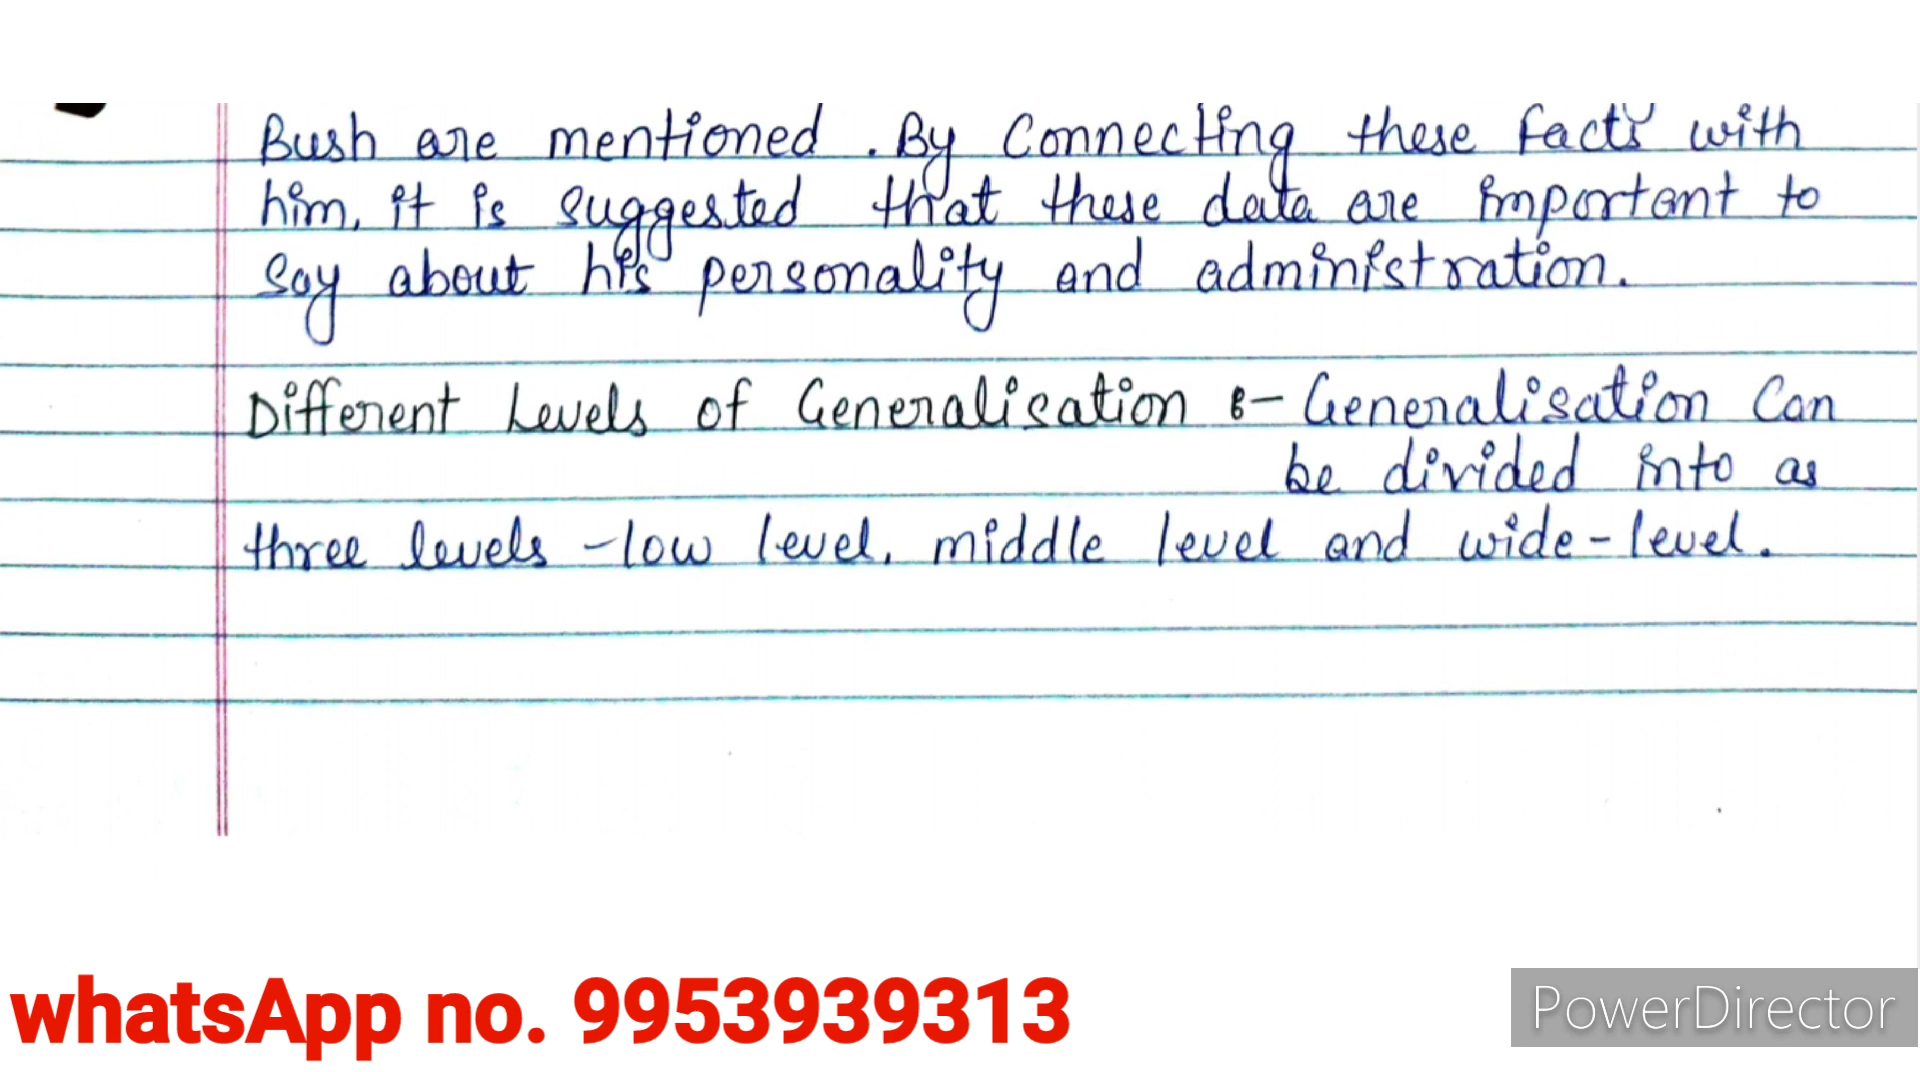 Bush are mentioned. By Connecting these facts with
him, it is suggested that these data are important to
say about his personality and administration.
Different Levels of Generalisation :- Generalisation Can
be divided into as
three levels - low level, middle level and wide-level.
whatsApp no. 9953939313
PowerDirector